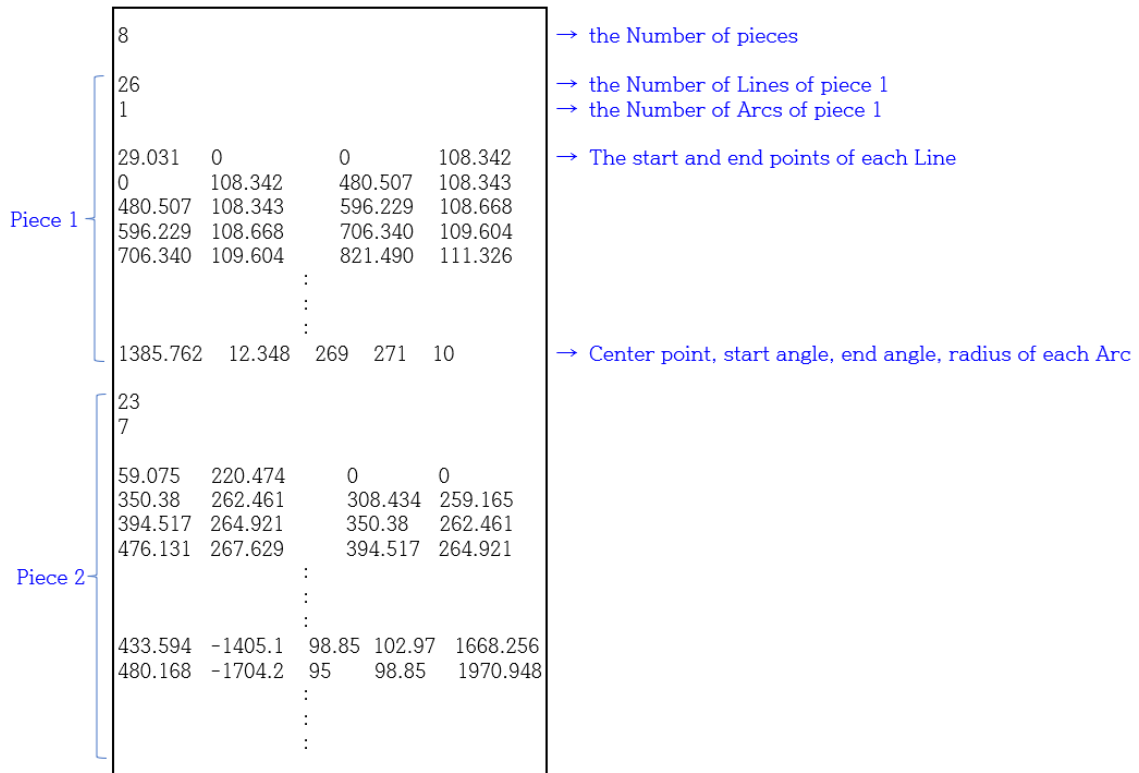 8 → the Number of pieces
26 → the Number of Lines of piece 1
1 → the Number of Arcs of piece 1
29.031 0 0 108.342 → The start and end points of each Line
0 108.342 480.507 108.343
480.507 108.343 596.229 108.668
Piece 1
596.229 108.668 706.340 109.604
706.340 109.604 821.490 111.326
:
:
:
1385.762 12.348 269 271 10 → Center point, start angle, end angle, radius of each Arc
23
7
59.075 220.474 0 0
350.38 262.461 308.434 259.165
394.517 264.921 350.38 262.461
476.131 267.629 394.517 264.921
Piece 2
:
:
:
433.594 -1405.1 98.85 102.97 1668.256
480.168 -1704.2 95 98.85 1970.948
:
:
: